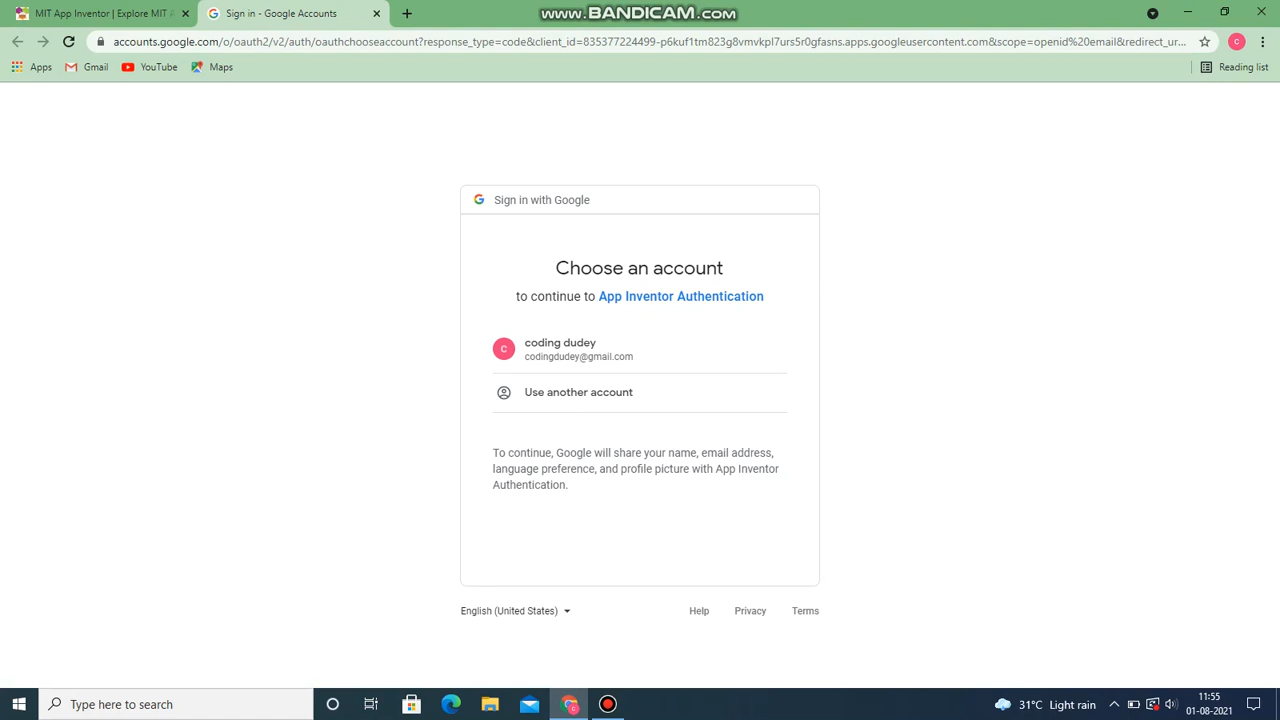 MIT App Inventor | Explore MIT A
Sign in - Google Accounts
www.BANDICAM.com
accounts.google.com/o/oauth2/v2/auth/oauthchooseaccount?response_type=code&client_id=835377224499-p6kuf1tm823g8vmvkpl7urs5r0gfasns.apps.googleusercontent.com&scope=openid%20email&redirect_ur...
C
Apps
Gmail
YouTube
Maps
Reading list
Sign in with Google
Choose an account
to continue to App Inventor Authentication
C
coding dudey
codingdudey@gmail.com
Use another account
To continue, Google will share your name, email address,
language preference, and profile picture with App Inventor
Authentication.
English (United States)
Help
Privacy
Terms
Type here to search
31°C Light rain
11:55
01-08-2021